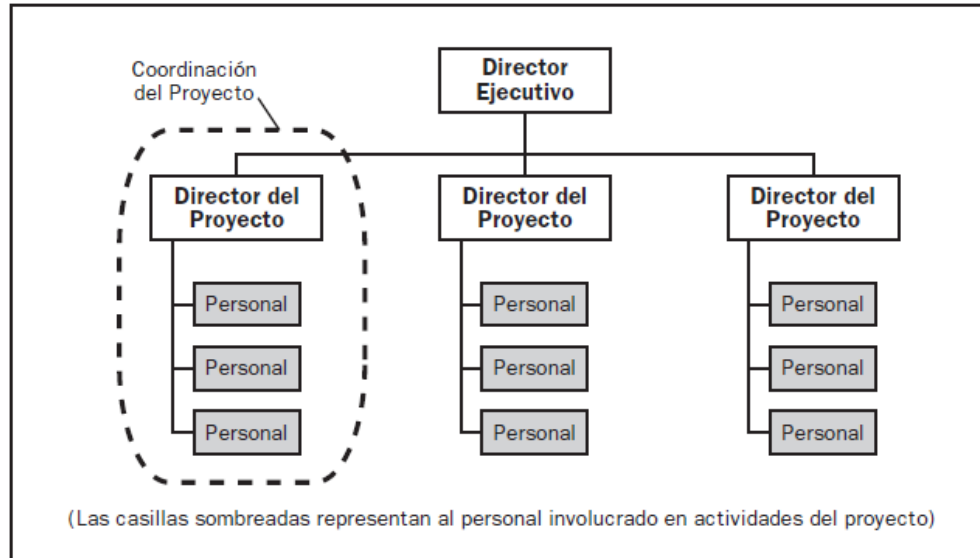 Coordinación
del Proyecto
Director
Ejecutivo
Director del
Proyecto
Director del
Proyecto
Director del
Proyecto
Personal
Personal
Personal
Personal
Personal
Personal
Personal
Personal
Personal
(Las casillas sombreadas representan al personal involucrado en actividades del proyecto)